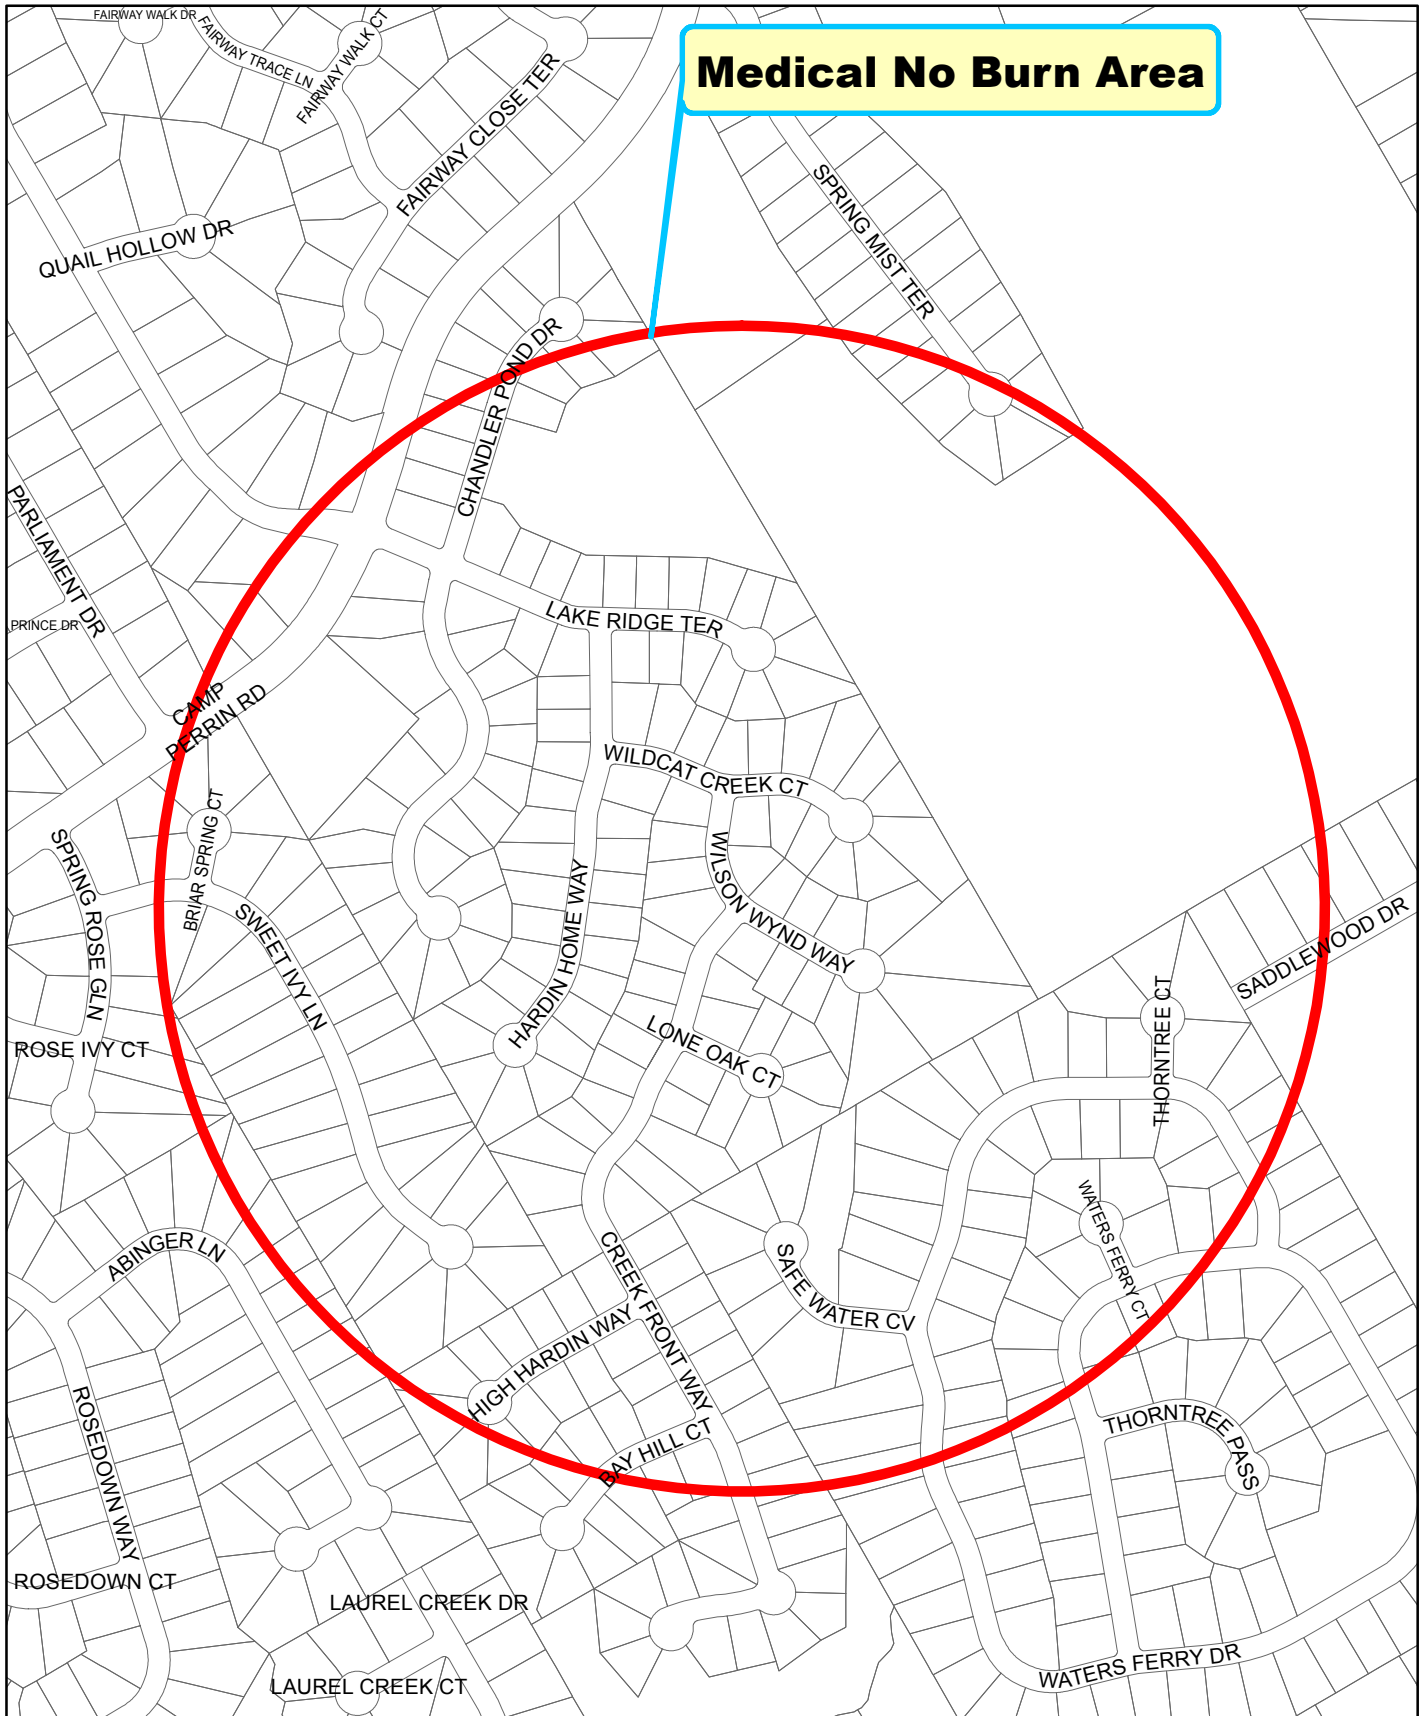 FAIRWAY WALK DR
FAIRWAY TRACE LN
FAIRWAY WALK CT
FAIRWAY CLOSE TER
Medical No Burn Area
SPRING MIST TER
QUAIL HOLLOW DR
CHANDLER POND DR
PARLIAMENT DR
PRINCE DR
LAKE RIDGE TER
CAMP
PERRIN RD
WILDCAT CREEK CT
BRIAR SPRING CT
SPRING ROSE GLN
SWEET IVY LN
HARDIN HOME WAY
WILSON WYND WAY
SADDLEWOOD DR
ROSE IVY CT
LONE OAK CT
THORNTREE CT
WATERS FERRY CT
ABINGER LN
CREEK FRONT WAY
SAFE WATER CV
HIGH HARDIN WAY
BAY HILL CT
THORNTREE PASS
ROSEDOWN WAY
ROSEDOWN CT
LAUREL CREEK DR
LAUREL CREEK CT
WATERS FERRY DR